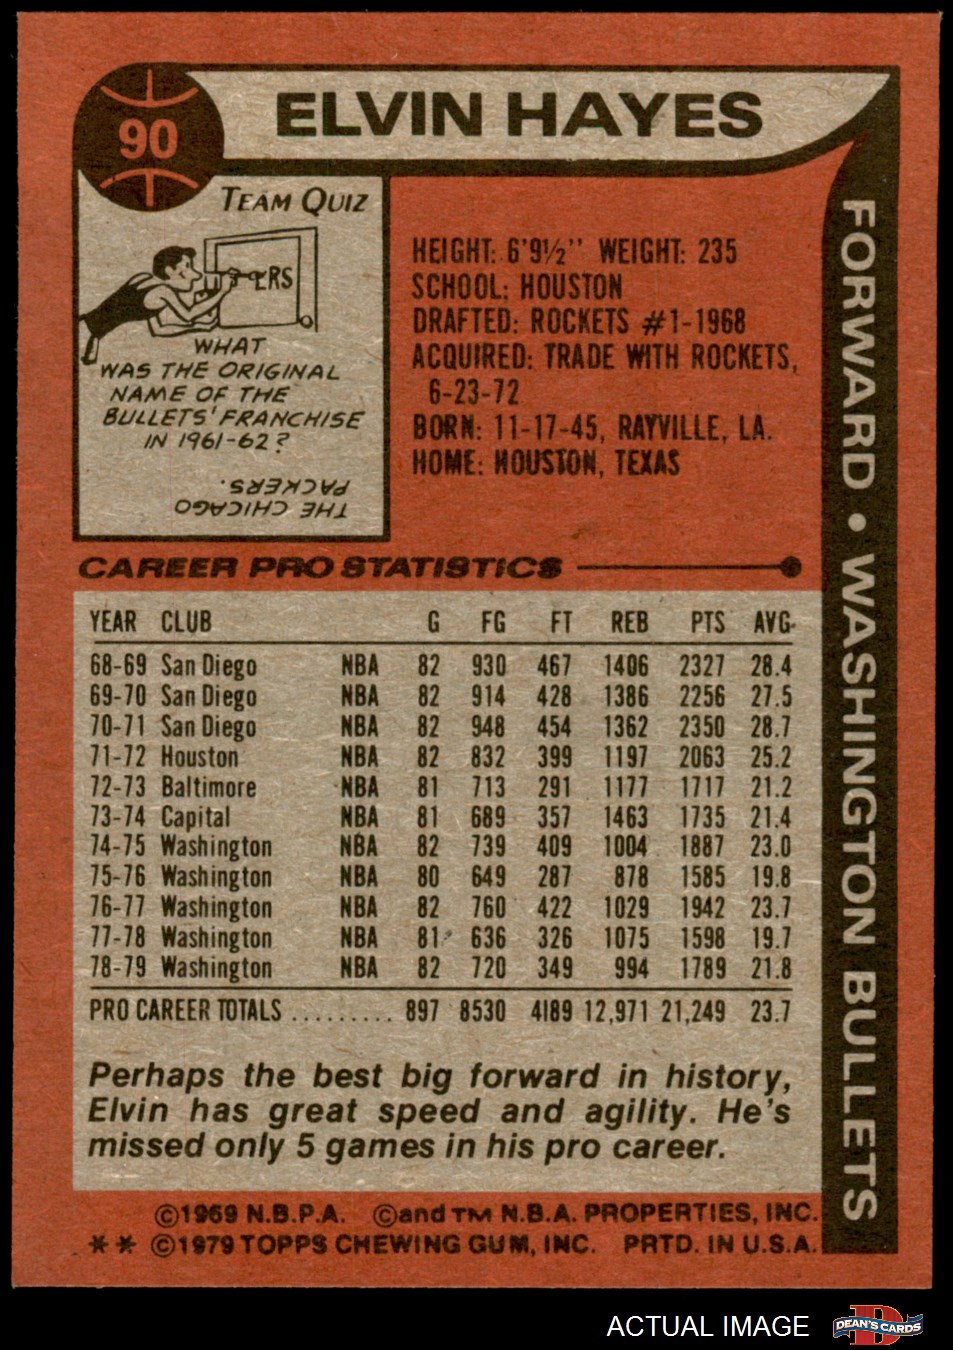 90
ELVIN HAYES
TEAM QUIZ
ERS
WHAT
WAS THE ORIGINAL
NAME OF THE
BULLETS' FRANCHISE
IN 1961-62?
THE CHICAGO
PACKERS.
HEIGHT: 6'9½" WEIGHT: 235
SCHOOL: HOUSTON
DRAFTED: ROCKETS #1-1968
ACQUIRED: TRADE WITH ROCKETS,
6-23-72
BORN: 11-17-45, RAYVILLE, LA.
HOME: HOUSTON, TEXAS
FORWARD • WASHINGTON BULLETS
CAREER PRO STATISTICS
YEAR CLUB G FG FT REB PTS AVG.
68-69 San Diego NBA 82 930 467 1406 2327 28.4
69-70 San Diego NBA 82 914 428 1386 2256 27.5
70-71 San Diego NBA 82 948 454 1362 2350 28.7
71-72 Houston NBA 82 832 399 1197 2063 25.2
72-73 Baltimore NBA 81 713 291 1177 1717 21.2
73-74 Capital NBA 81 689 357 1463 1735 21.4
74-75 Washington NBA 82 739 409 1004 1887 23.0
75-76 Washington NBA 80 649 287 878 1585 19.8
76-77 Washington NBA 82 760 422 1029 1942 23.7
77-78 Washington NBA 81 636 326 1075 1598 19.7
78-79 Washington NBA 82 720 349 994 1789 21.8
PRO CAREER TOTALS ......... 897 8530 4189 12,971 21,249 23.7
Perhaps the best big forward in history,
Elvin has great speed and agility. He's
missed only 5 games in his pro career.
©1969 N.B.P.A. ©and TM N.B.A. PROPERTIES, INC.
** ©1979 TOPPS CHEWING GUM, INC. PRTD. IN U.S.A.
ACTUAL IMAGE
D
DEAN'S CARDS